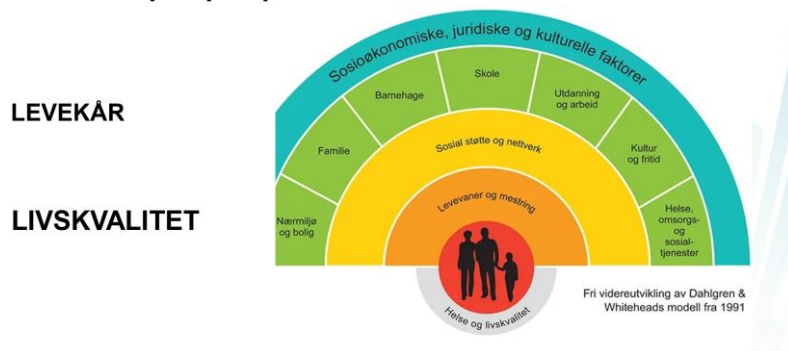 LEVEKÅR
LIVSKVALITET
Sosioøkonomiske, juridiske og kulturelle faktorer
Nærmiljø
og bolig
Familie
Barnehage
Skole
Utdanning
og arbeid
Kultur
og fritid
Helse,
omsorgs-
og
sosial-
tjenester
Sosial støtte og nettverk
Levevaner og mestring
Helse og livskvalitet
Fri videreutvikling av Dahlgren &
Whiteheads modell fra 1991